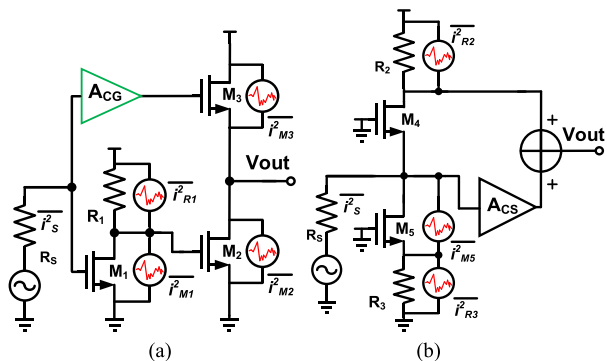 i²R2
R2
i²M3
ACG
M3
M4
Vout
Vout
i²R1
R1
i²S
RS
M1
i²M1
M2
i²M2
i²S
RS
M5
ACS
i²M5
R3
i²R3
+
+
(a)
(b)